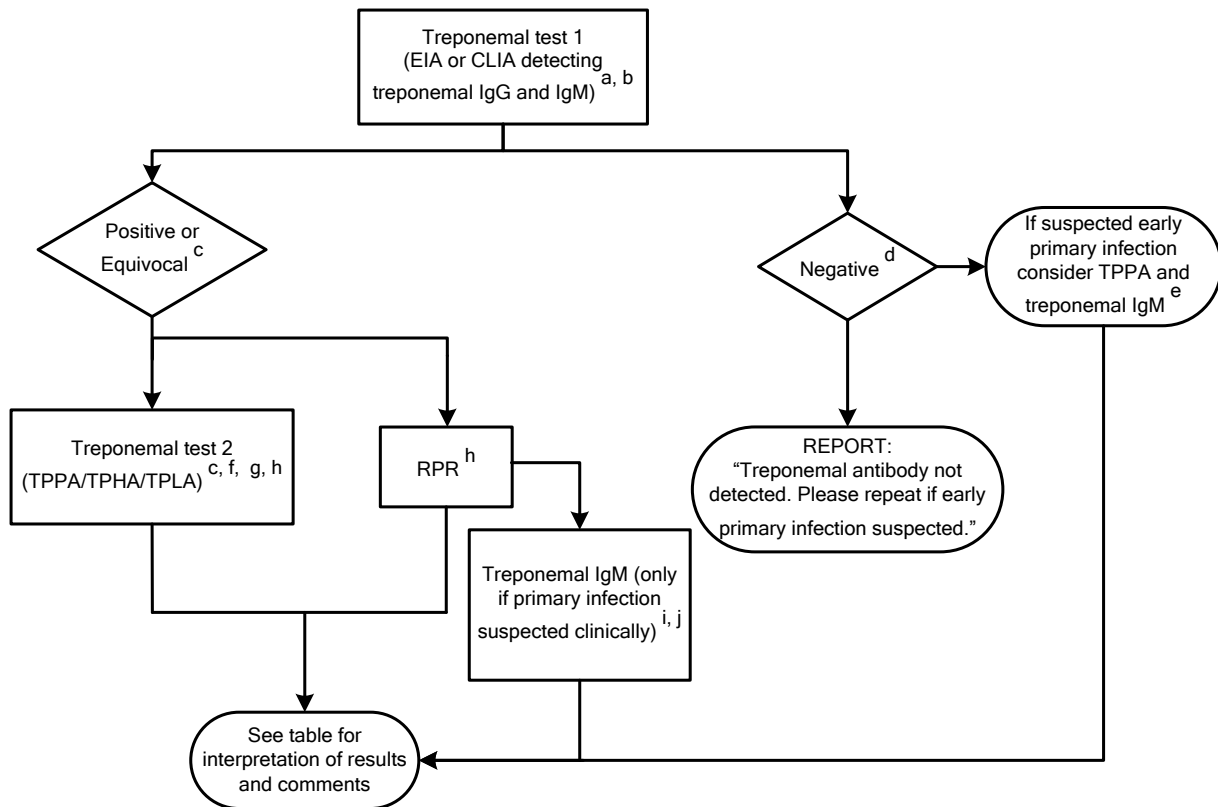 Treponemal test 1
(EIA or CLIA detecting
treponemal IgG and IgM) a, b
Positive or
Equivocal c
Negative d
If suspected early
primary infection
consider TPPA and
treponemal IgM e
Treponemal test 2
(TPPA/TPHA/TPLA) c, f, g, h
RPR h
REPORT:
“Treponemal antibody not
detected. Please repeat if early
primary infection suspected.”
Treponemal IgM (only
if primary infection
suspected clinically) i, j
See table for
interpretation of results
and comments